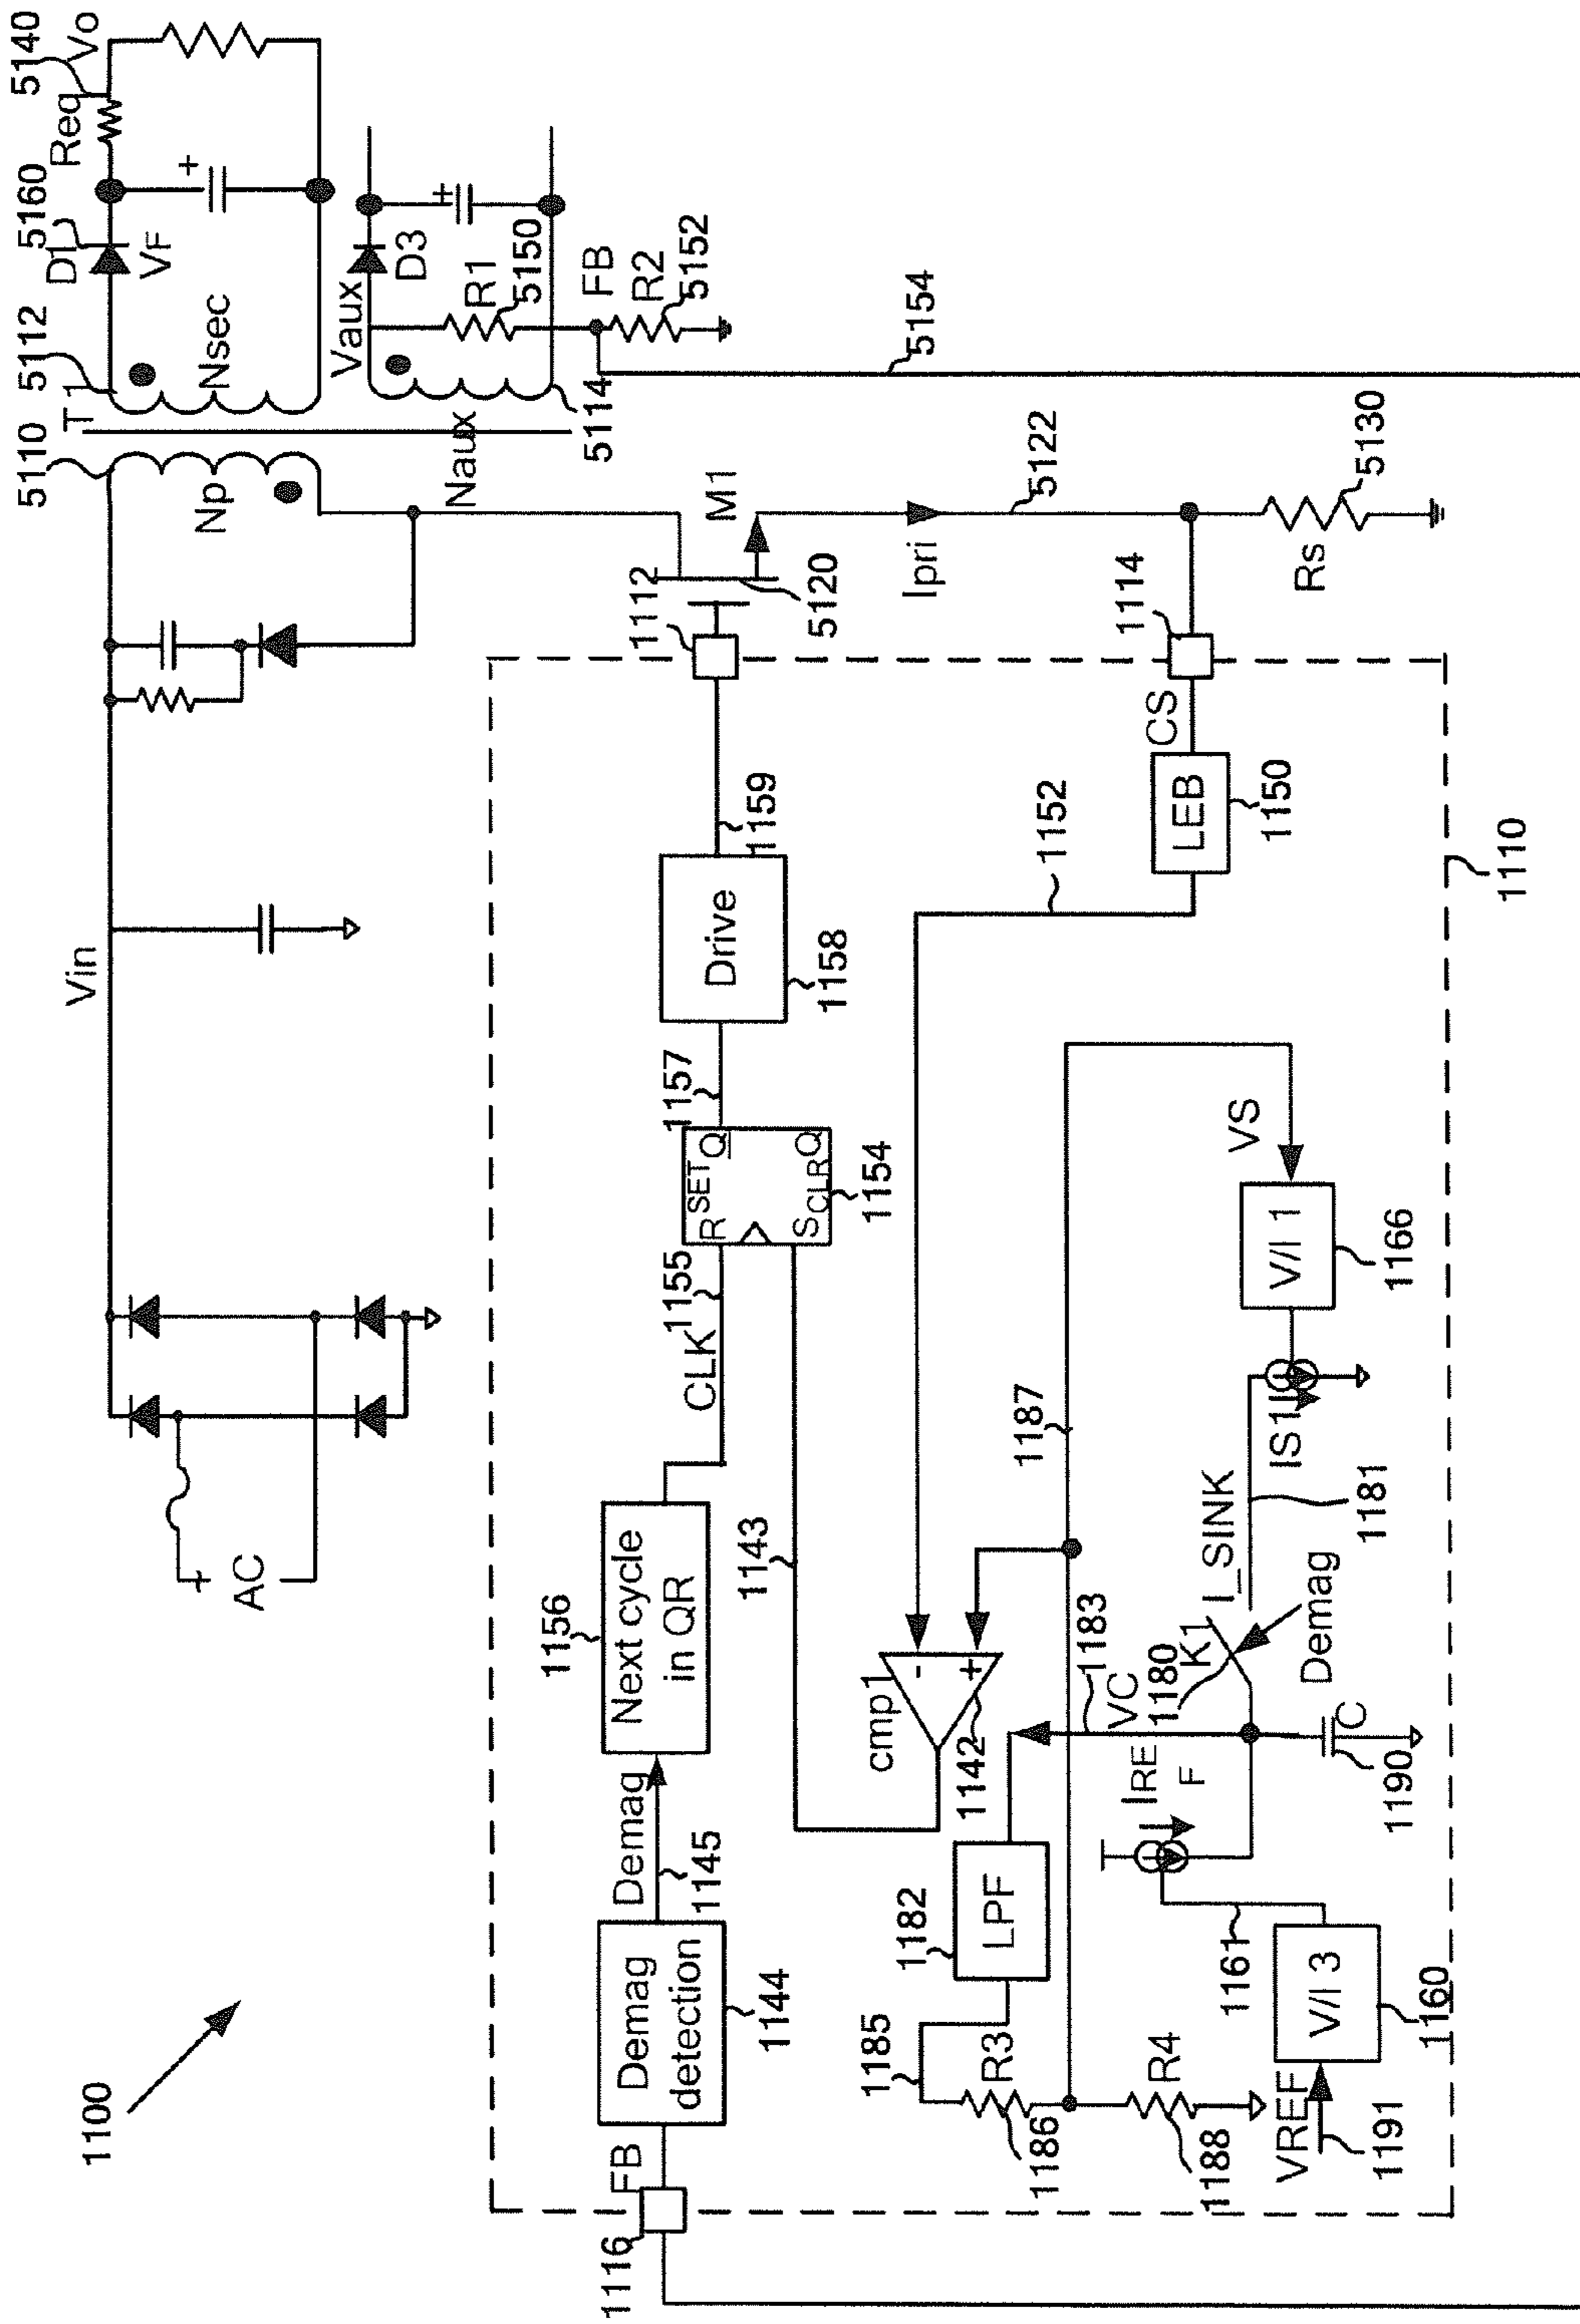 1100
AC
Vin
5110
T1
5112
Np
Nsec
D1
5160
VF
Req
5140
Vo
Naux
5114
Vaux
D3
R1
5150
FB
R2
5152
5154
M1
5120
Ipri
5122
Rs
5130
1116
FB
Demag
detection
1144
Demag
1145
1156
Next cycle
in QR
CLK
1155
R SET Q
S CLR Q
1154
1157
Drive
1158
1159
1112
1143
cmp1
-
+
1142
1152
LEB
1150
CS
1114
1110
1185
R3
1186
R4
1188
LPF
1182
VC
1183
1187
VS
V/I 1
1166
IS1
I_SINK
1181
K1
1180
Demag
C
1190
IRE
F
1161
V/I 3
1160
VREF
1191